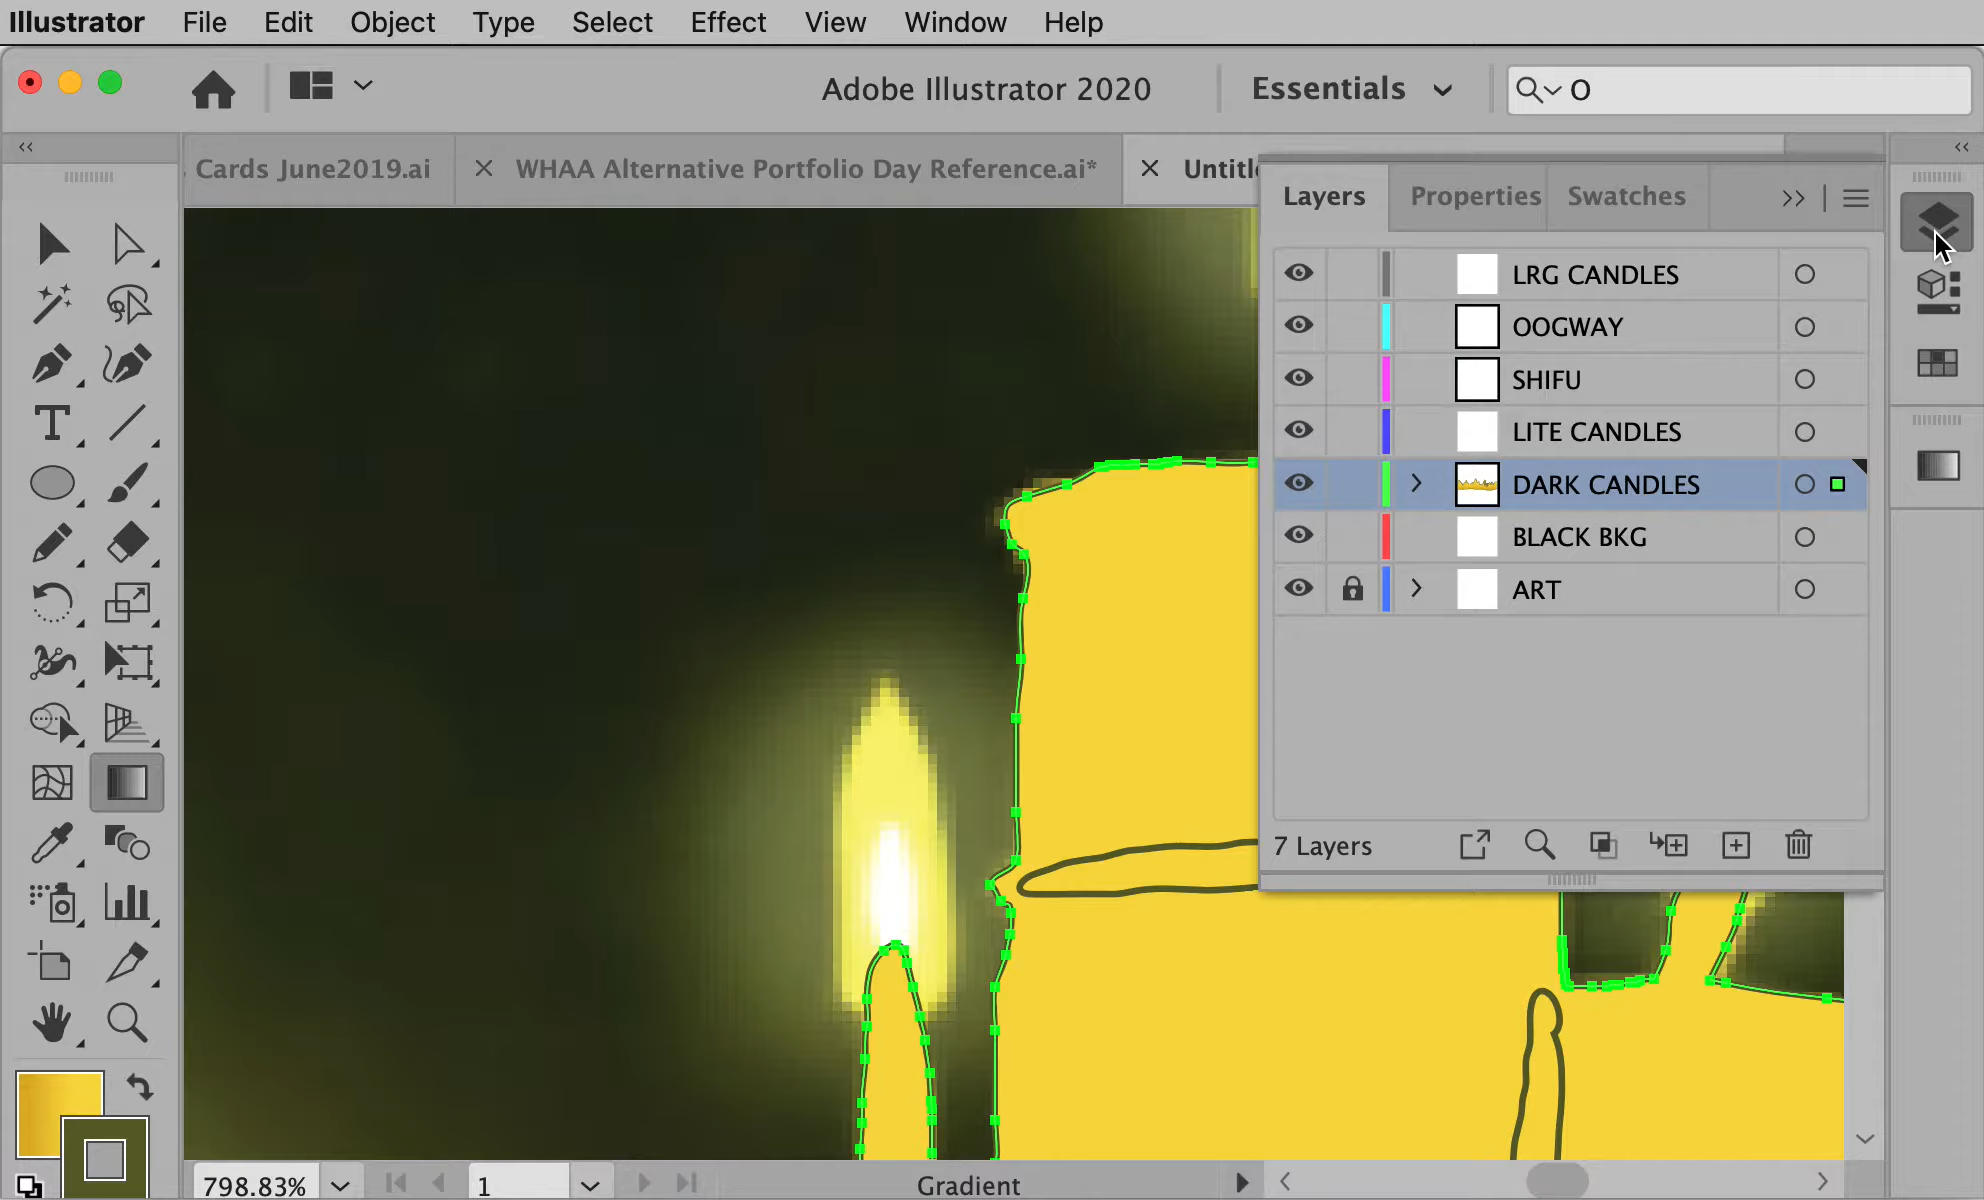 Illustrator File Edit Object Type Select Effect View Window Help
Adobe Illustrator 2020 Essentials O
Cards June2019.ai WHAA Alternative Portfolio Day Reference.ai*
Layers Properties Swatches
LRG CANDLES
OOGWAY
SHIFU
LITE CANDLES
DARK CANDLES
BLACK BKG
ART
7 Layers
798.83% 1 Gradient